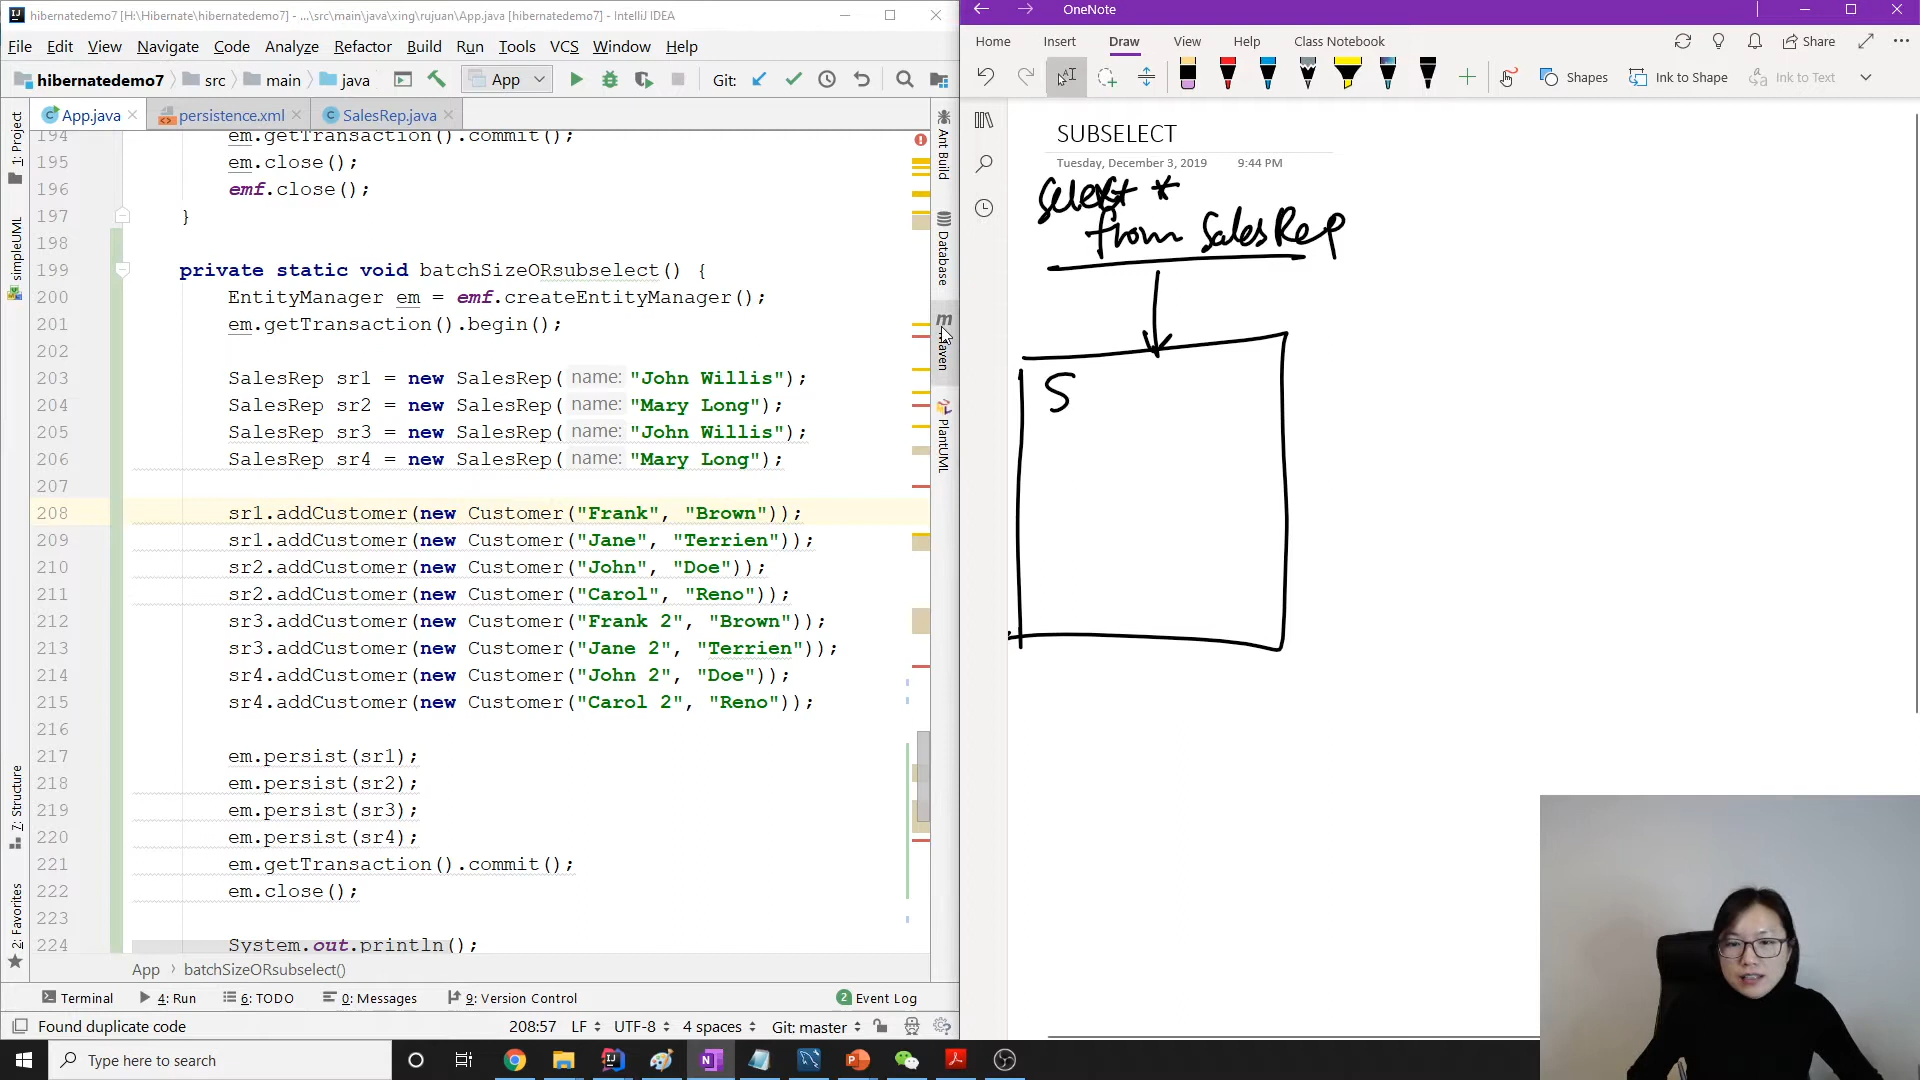 hibernatedemo7 [H:\Hibernate\hibernatedemo7] - ...\src\main\java\xing\rujuan\App.java [hibernatedemo7] - IntelliJ IDEA
File Edit View Navigate Code Analyze Refactor Build Run Tools VCS Window Help
hibernatedemo7 src main java App Git:
App.java persistence.xml SalesRep.java
194 em.getTransaction().commit();
195 em.close();
196 emf.close();
197 }
198
199 private static void batchSizeORsubselect() {
200 EntityManager em = emf.createEntityManager();
201 em.getTransaction().begin();
202
203 SalesRep sr1 = new SalesRep( name: "John Willis");
204 SalesRep sr2 = new SalesRep( name: "Mary Long");
205 SalesRep sr3 = new SalesRep( name: "John Willis");
206 SalesRep sr4 = new SalesRep( name: "Mary Long");
207
208 sr1.addCustomer(new Customer("Frank", "Brown"));
209 sr1.addCustomer(new Customer("Jane", "Terrien"));
210 sr2.addCustomer(new Customer("John", "Doe"));
211 sr2.addCustomer(new Customer("Carol", "Reno"));
212 sr3.addCustomer(new Customer("Frank 2", "Brown"));
213 sr3.addCustomer(new Customer("Jane 2", "Terrien"));
214 sr4.addCustomer(new Customer("John 2", "Doe"));
215 sr4.addCustomer(new Customer("Carol 2", "Reno"));
216
217 em.persist(sr1);
218 em.persist(sr2);
219 em.persist(sr3);
220 em.persist(sr4);
221 em.getTransaction().commit();
222 em.close();
223
224 System.out.println();
App batchSizeORsubselect()
Terminal 4: Run 6: TODO 0: Messages 9: Version Control 2 Event Log
Found duplicate code 208:57 LF UTF-8 4 spaces Git: master
1: Project
simpleUML
7: Structure
2: Favorites
Ant Build
Database
m
PlantUML
OneNote
Home Insert Draw View Help Class Notebook Share
Shapes Ink to Shape Ink to Text
SUBSELECT
Tuesday, December 3, 2019 9:44 PM
Select *
from SalesRep
S
Type here to search